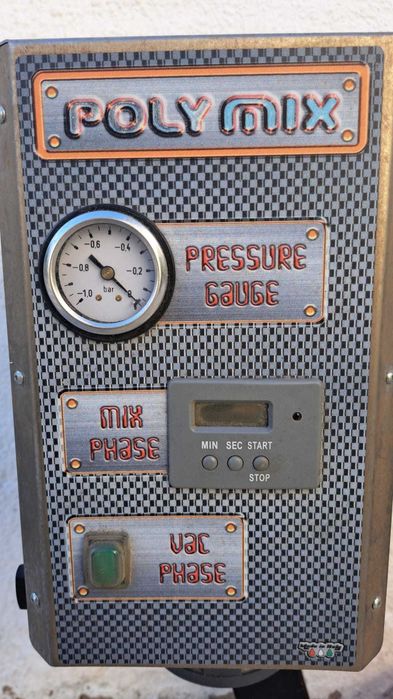 POLY MIX
-0.6 -0.4
-0.8 -0.2
-1.0 0
bar
PRESSURE
GAUGE
MIX
PHASE
MIN SEC START
STOP
VAC
PHASE